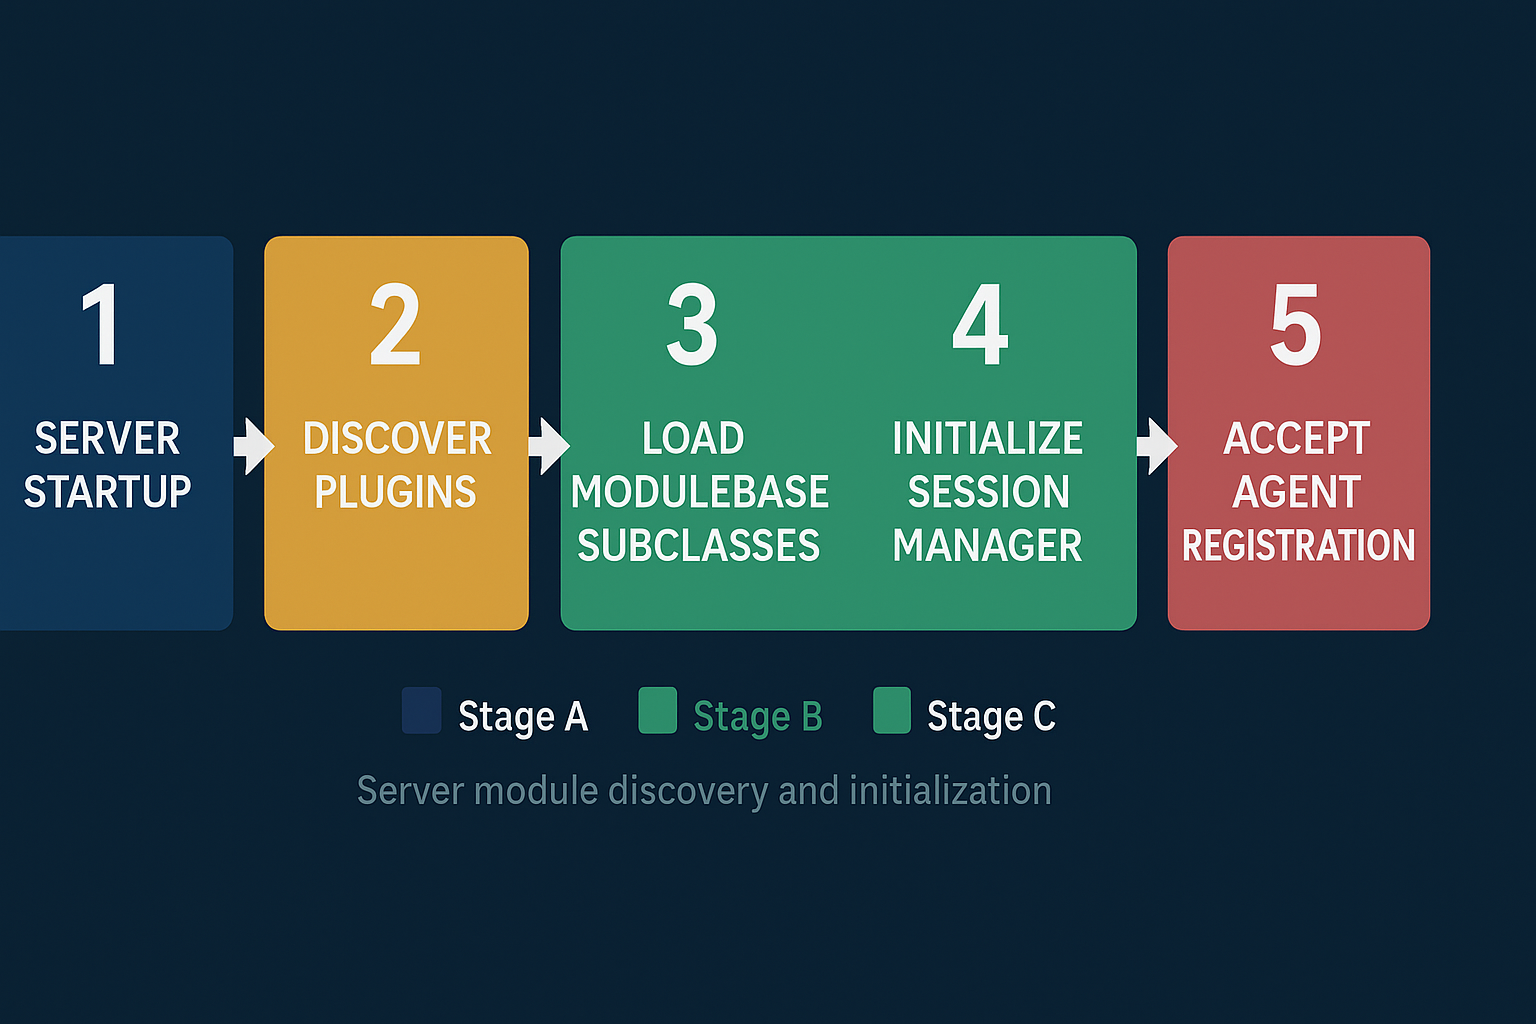 1
SERVER
STARTUP
2
DISCOVER
PLUGINS
3
LOAD
MODULEBASE
SUBCLASSES
4
INITIALIZE
SESSION
MANAGER
5
ACCEPT
AGENT
REGISTRATION
Stage A
Stage B
Stage C
Server module discovery and initialization